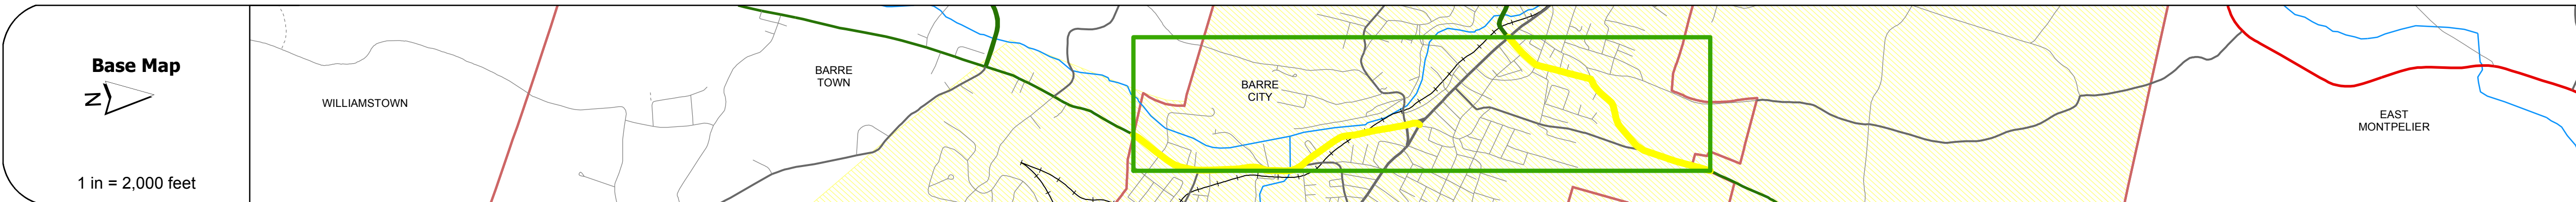 Base Map
N
1 in = 2,000 feet
WILLIAMSTOWN
BARRE
TOWN
BARRE
CITY
EAST
MONTPELIER